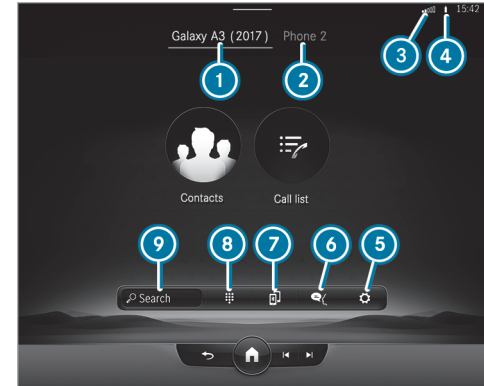 15:42
Galaxy A3 (2017) Phone 2
3 4
1 2
Contacts Call list
9 8 7 6 5
Search